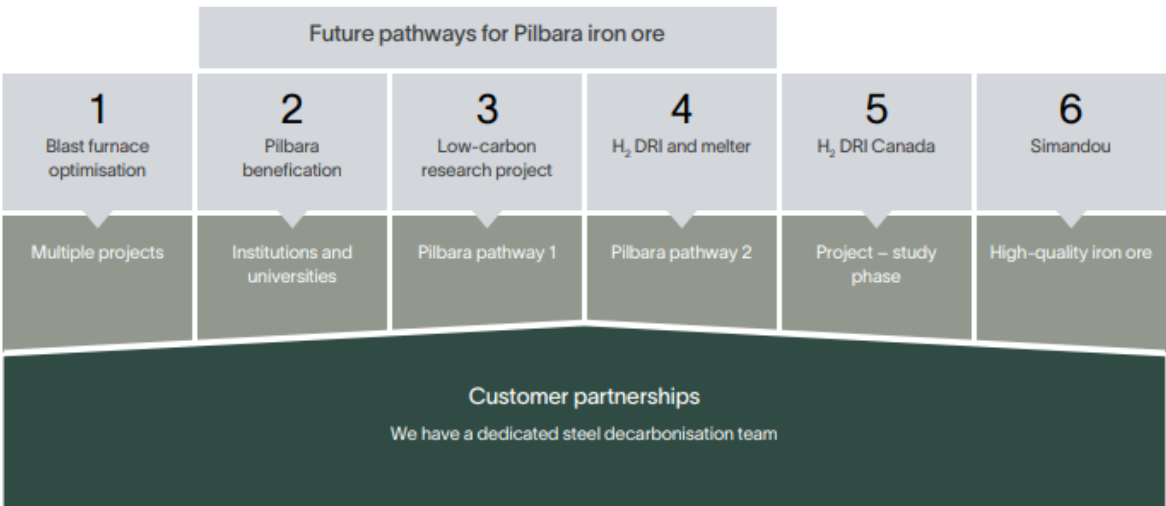 Future pathways for Pilbara iron ore
1
Blast furnace
optimisation
2
Pilbara
benefication
3
Low-carbon
research project
4
H₂ DRI and melter
5
H₂ DRI Canada
6
Simandou
Multiple projects
Institutions and
universities
Pilbara pathway 1
Pilbara pathway 2
Project – study
phase
High-quality iron ore
Customer partnerships
We have a dedicated steel decarbonisation team